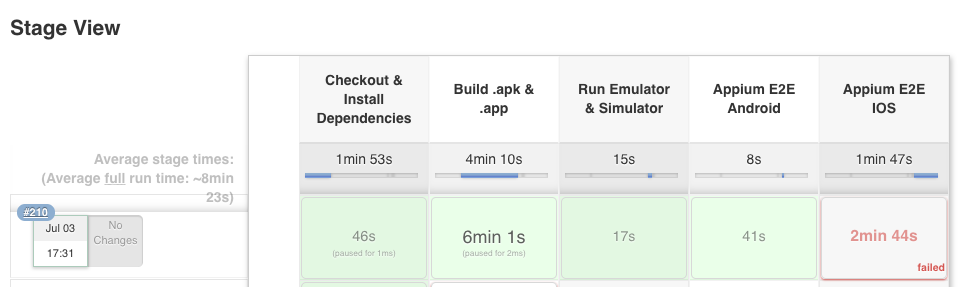 Stage View
Checkout &
Install
Dependencies
Build .apk &
.app
Run Emulator
& Simulator
Appium E2E
Android
Appium E2E
IOS
Average stage times:
(Average full run time: ~8min
23s)
1min 53s
4min 10s
15s
8s
1min 47s
#210
Jul 03
17:31
No
Changes
46s
(paused for 1ms)
6min 1s
(paused for 2ms)
17s
41s
2min 44s
failed